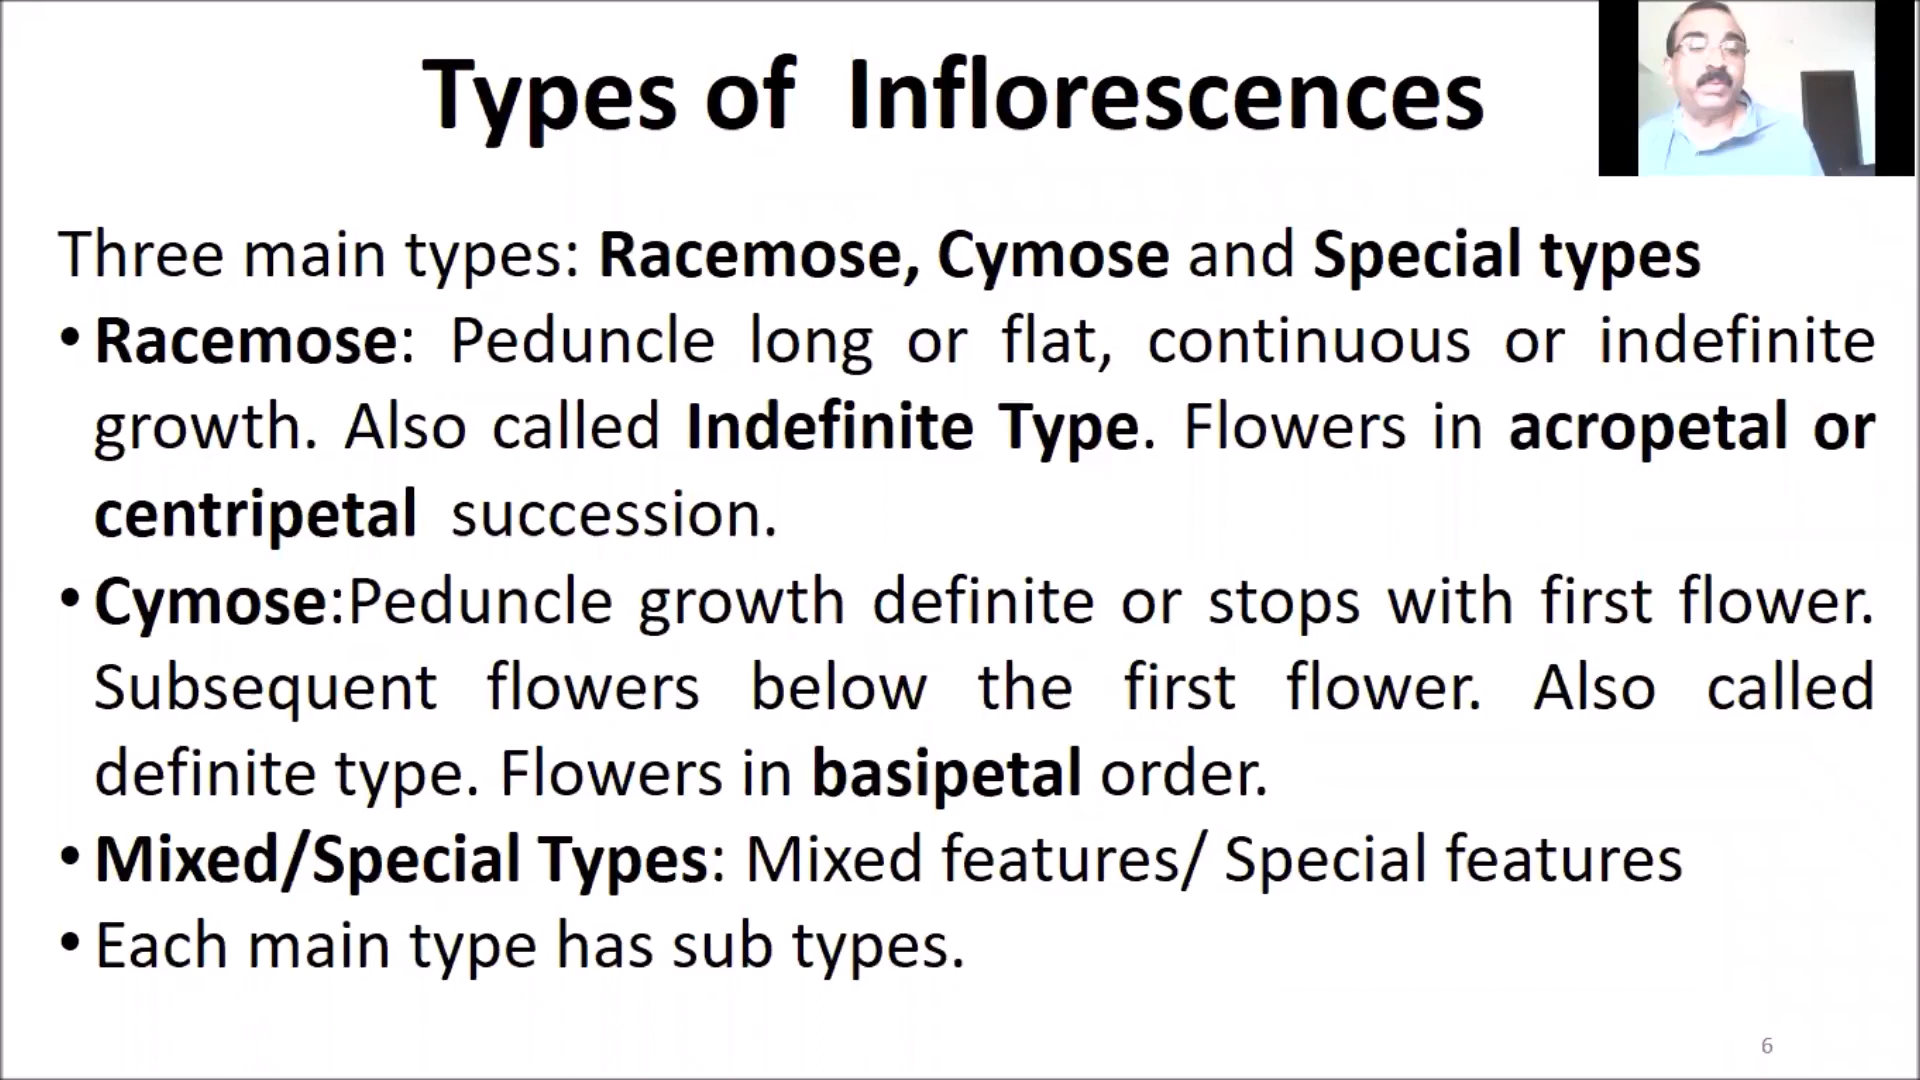 Types of  Inflorescences
Three main types: Racemose, Cymose and Special types
• Racemose: Peduncle long or flat, continuous or indefinite
growth. Also called Indefinite Type. Flowers in acropetal or
centripetal  succession.
• Cymose:Peduncle growth definite or stops with first flower.
Subsequent flowers below the first flower. Also called
definite type. Flowers in basipetal order.
• Mixed/Special Types: Mixed features/ Special features
• Each main type has sub types.
6